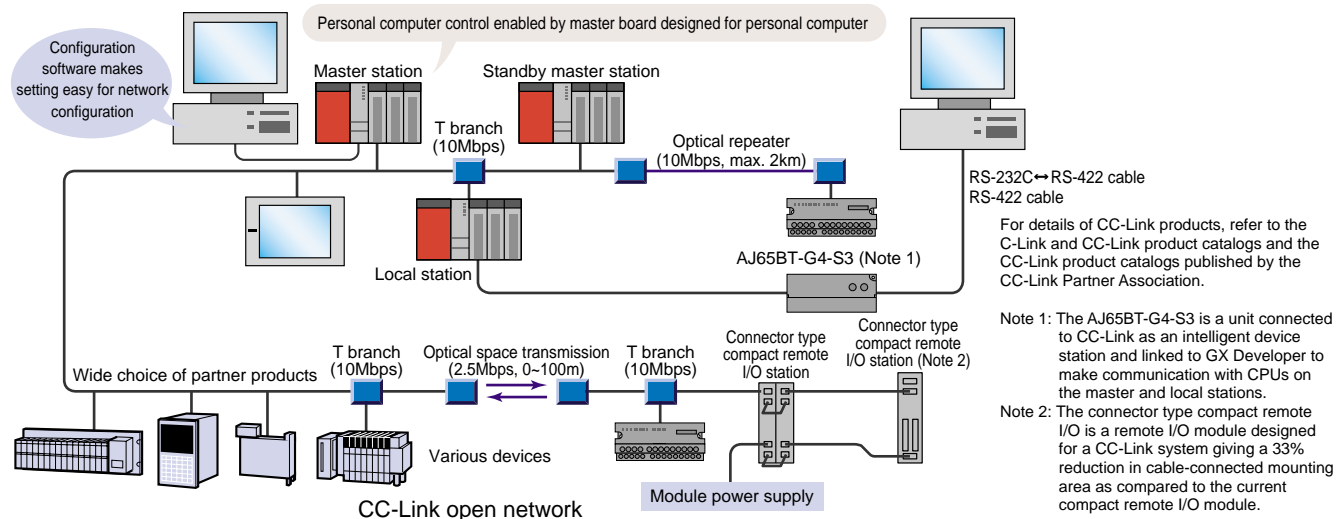 Personal computer control enabled by master board designed for personal computer
Configuration
software makes
setting easy for network
configuration
Master station
Standby master station
T branch
(10Mbps)
Optical repeater
(10Mbps, max. 2km)
RS-232C↔RS-422 cable
RS-422 cable
Local station
AJ65BT-G4-S3 (Note 1)
For details of CC-Link products, refer to the
C-Link and CC-Link product catalogs and the
CC-Link product catalogs published by the
CC-Link Partner Association.
Note 1: The AJ65BT-G4-S3 is a unit connected
to CC-Link as an intelligent device
station and linked to GX Developer to
make communication with CPUs on
the master and local stations.
Note 2: The connector type compact remote
I/O is a remote I/O module designed
for a CC-Link system giving a 33%
reduction in cable-connected mounting
area as compared to the current
compact remote I/O module.
Wide choice of partner products
T branch
(10Mbps)
Optical space transmission
(2.5Mbps, 0~100m)
T branch
(10Mbps)
Connector type
compact remote
I/O station
Connector type
compact remote
I/O station (Note 2)
Various devices
Module power supply
CC-Link open network